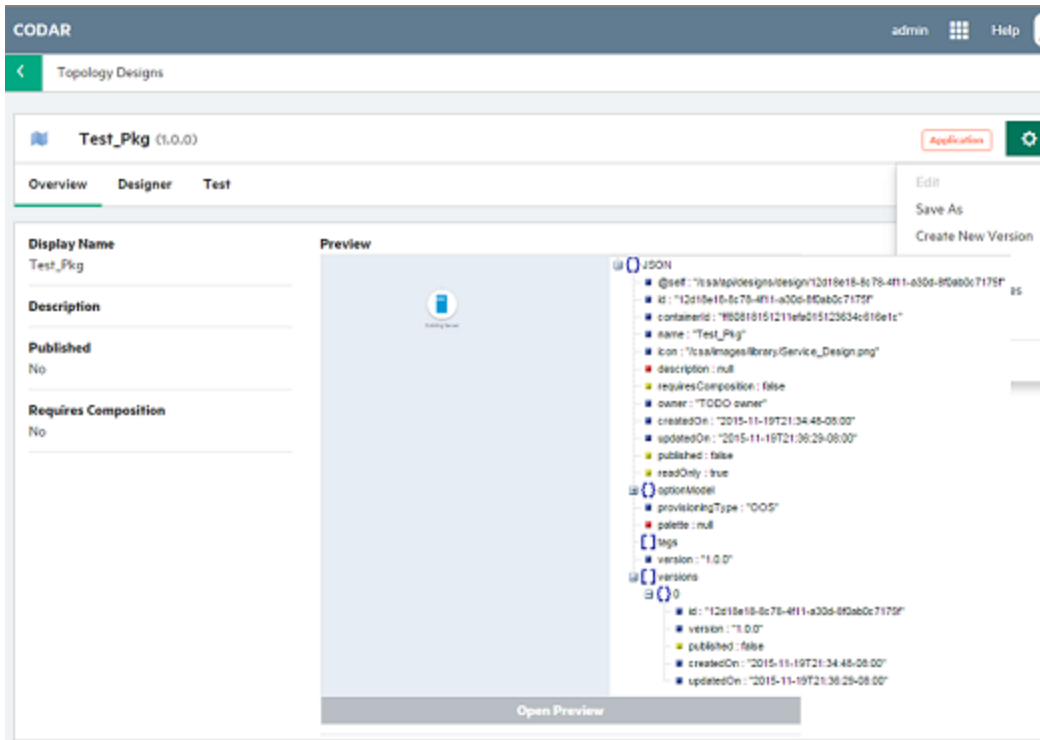 CODAR
admin
Help
Topology Designs
Test_Pkg (1.0.0)
Application
Overview
Designer
Test
Edit
Save As
Create New Version
es
Display Name
Test_Pkg
Description
Published
No
Requires Composition
No
Preview
JSON
@self : "/csa/api/designs/design/12d18e18-8c78-4f11-a30d-8f0ab0c7175f"
id : "12d18e18-8c78-4f11-a30d-8f0ab0c7175f"
containerId : "ff80818151211efa015123634c616e1c"
name : "Test_Pkg"
icon : "/csa/images/library/Service_Design.png"
description : null
requiresComposition : false
owner : "TODO owner"
createdOn : "2015-11-19T21:34:48-08:00"
updatedOn : "2015-11-19T21:36:29-08:00"
published : false
readOnly : true
optionModel
provisioningType : "OOS"
palette : null
tags
version : "1.0.0"
versions
0
id : "12d18e18-8c78-4f11-a30d-8f0ab0c7175f"
version : "1.0.0"
published : false
createdOn : "2015-11-19T21:34:48-08:00"
updatedOn : "2015-11-19T21:36:29-08:00"
Open Preview